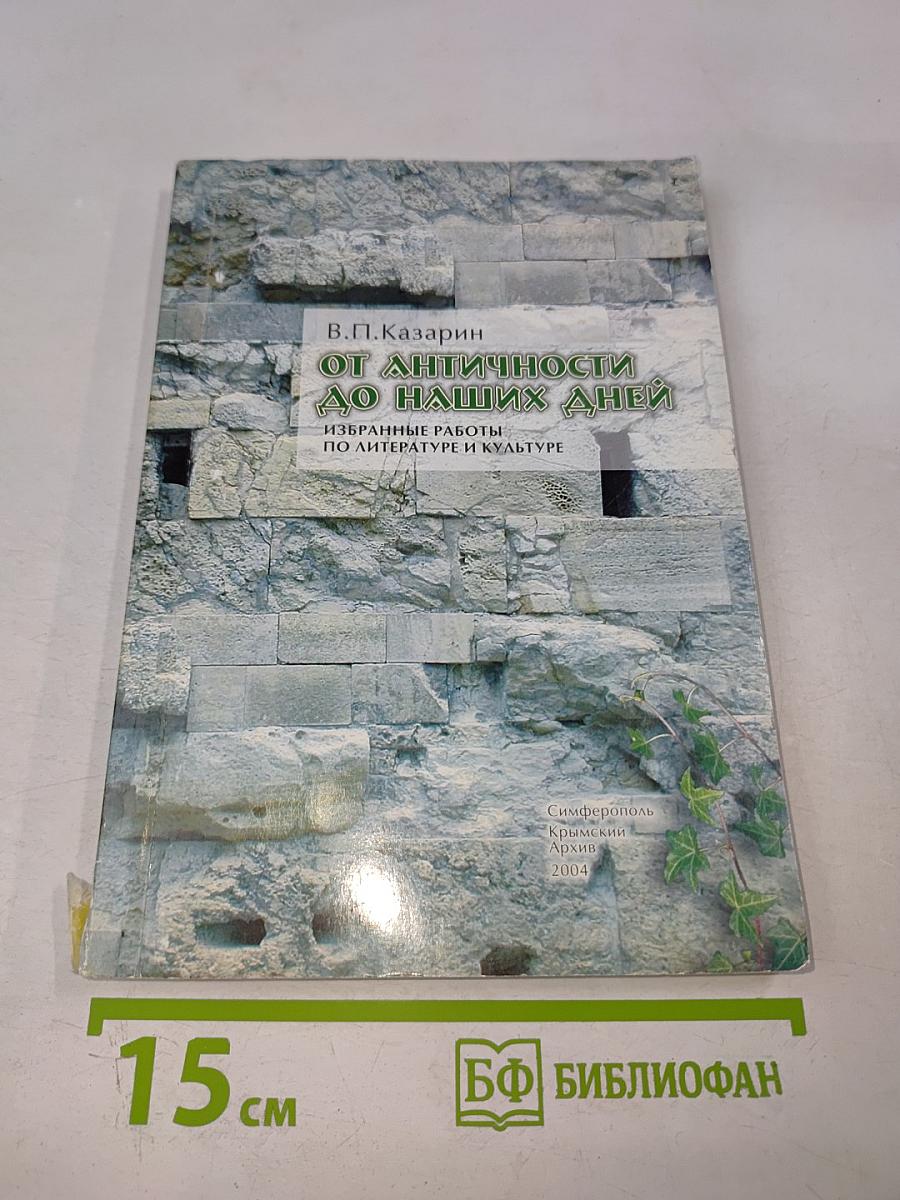 В.П.Казарин
ОТ АНТИЧНОСТИ
ДО НАШИХ ДНЕЙ
ИЗБРАННЫЕ РАБОТЫ
ПО ЛИТЕРАТУРЕ И КУЛЬТУРЕ
Симферополь
Крымский
Архив
2004
15 см
БФ БИБЛИОФАН